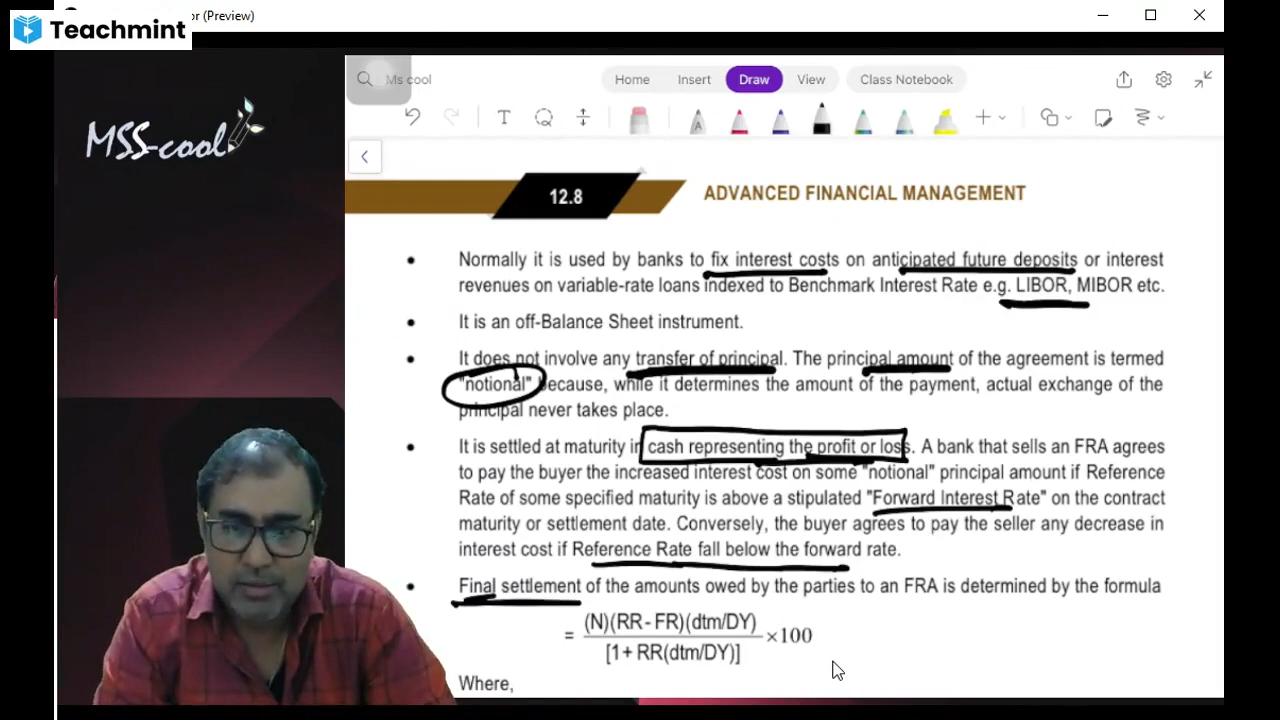 or (Preview)
Teachmint
MSS-cool
Ms cool
Home Insert Draw View Class Notebook
12.8
ADVANCED FINANCIAL MANAGEMENT
• Normally it is used by banks to fix interest costs on anticipated future deposits or interest
revenues on variable-rate loans indexed to Benchmark Interest Rate e.g. LIBOR, MIBOR etc.
• It is an off-Balance Sheet instrument.
• It does not involve any transfer of principal. The principal amount of the agreement is termed
"notional" because, while it determines the amount of the payment, actual exchange of the
principal never takes place.
• It is settled at maturity in cash representing the profit or loss. A bank that sells an FRA agrees
to pay the buyer the increased interest cost on some "notional" principal amount if Reference
Rate of some specified maturity is above a stipulated "Forward Interest Rate" on the contract
maturity or settlement date. Conversely, the buyer agrees to pay the seller any decrease in
interest cost if Reference Rate fall below the forward rate.
• Final settlement of the amounts owed by the parties to an FRA is determined by the formula
(N)(RR - FR)(dtm/DY)
= ×100
[1 + RR(dtm/DY)]
Where,